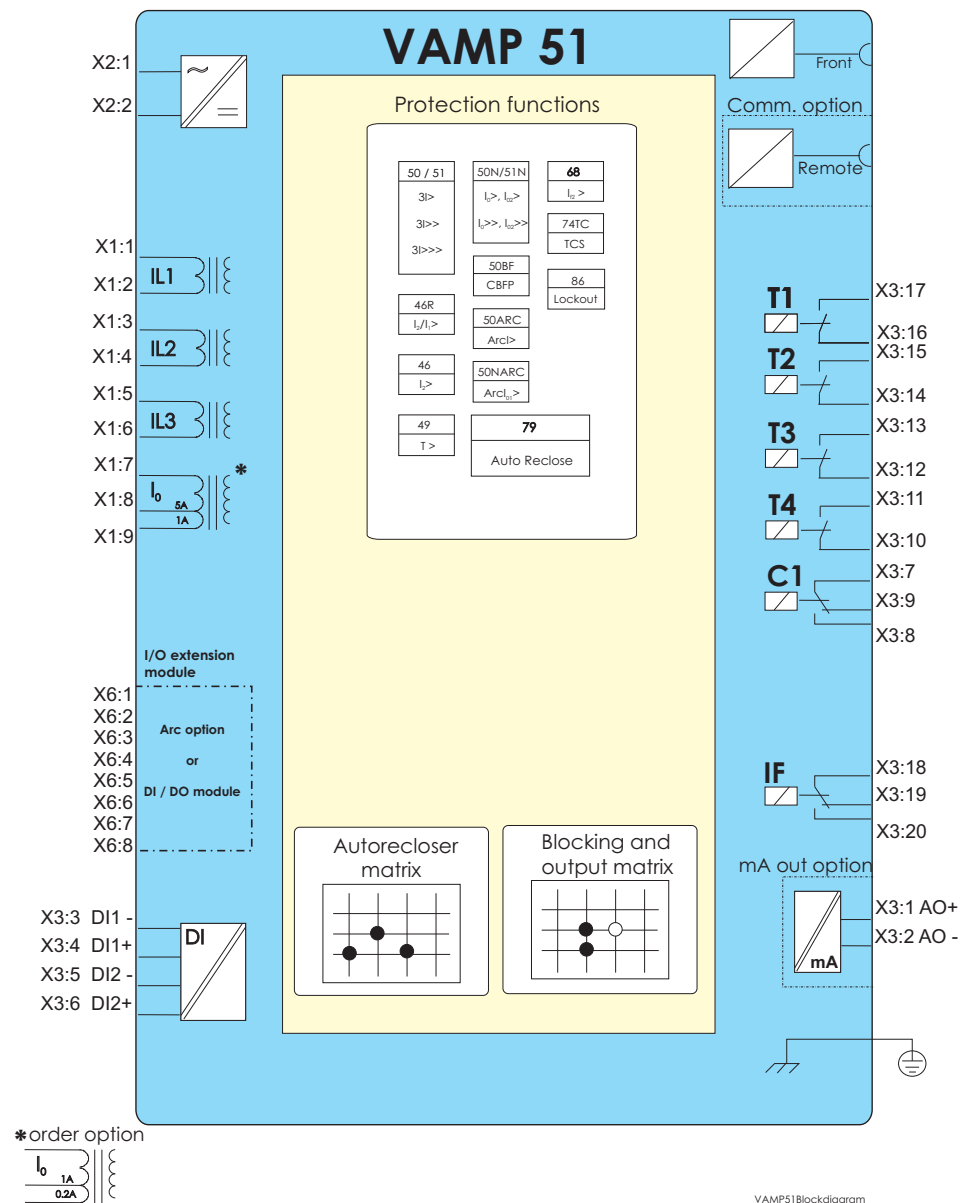 VAMP 51
X2:1
X2:2
Front
Comm. option
Remote
Protection functions
50 / 51
3I>
3I>>
3I>>>
50N/51N
I0>, I02>
I0>>, I02>>
68
If2 >
74TC
TCS
50BF
CBFP
86
Lockout
46R
I2/I1>
50ARC
ArcI>
46
I2>
50NARC
ArcI01>
49
T >
79
Auto Reclose
X1:1
X1:2
IL1
X1:3
X1:4
IL2
X1:5
X1:6
IL3
X1:7
X1:8
X1:9
I0
5A
1A
*
T1
X3:17
X3:16
T2
X3:15
X3:14
T3
X3:13
X3:12
T4
X3:11
X3:10
C1
X3:7
X3:9
X3:8
I/O extension
module
X6:1
X6:2
X6:3
X6:4
X6:5
X6:6
X6:7
X6:8
Arc option
or
DI / DO module
IF
X3:18
X3:19
X3:20
Autorecloser
matrix
Blocking and
output matrix
mA out option
X3:1 AO+
X3:2 AO -
mA
X3:3 DI1 -
X3:4 DI1+
X3:5 DI2 -
X3:6 DI2+
DI
*order option
I0
1A
0.2A
VAMP51Blockdiagram